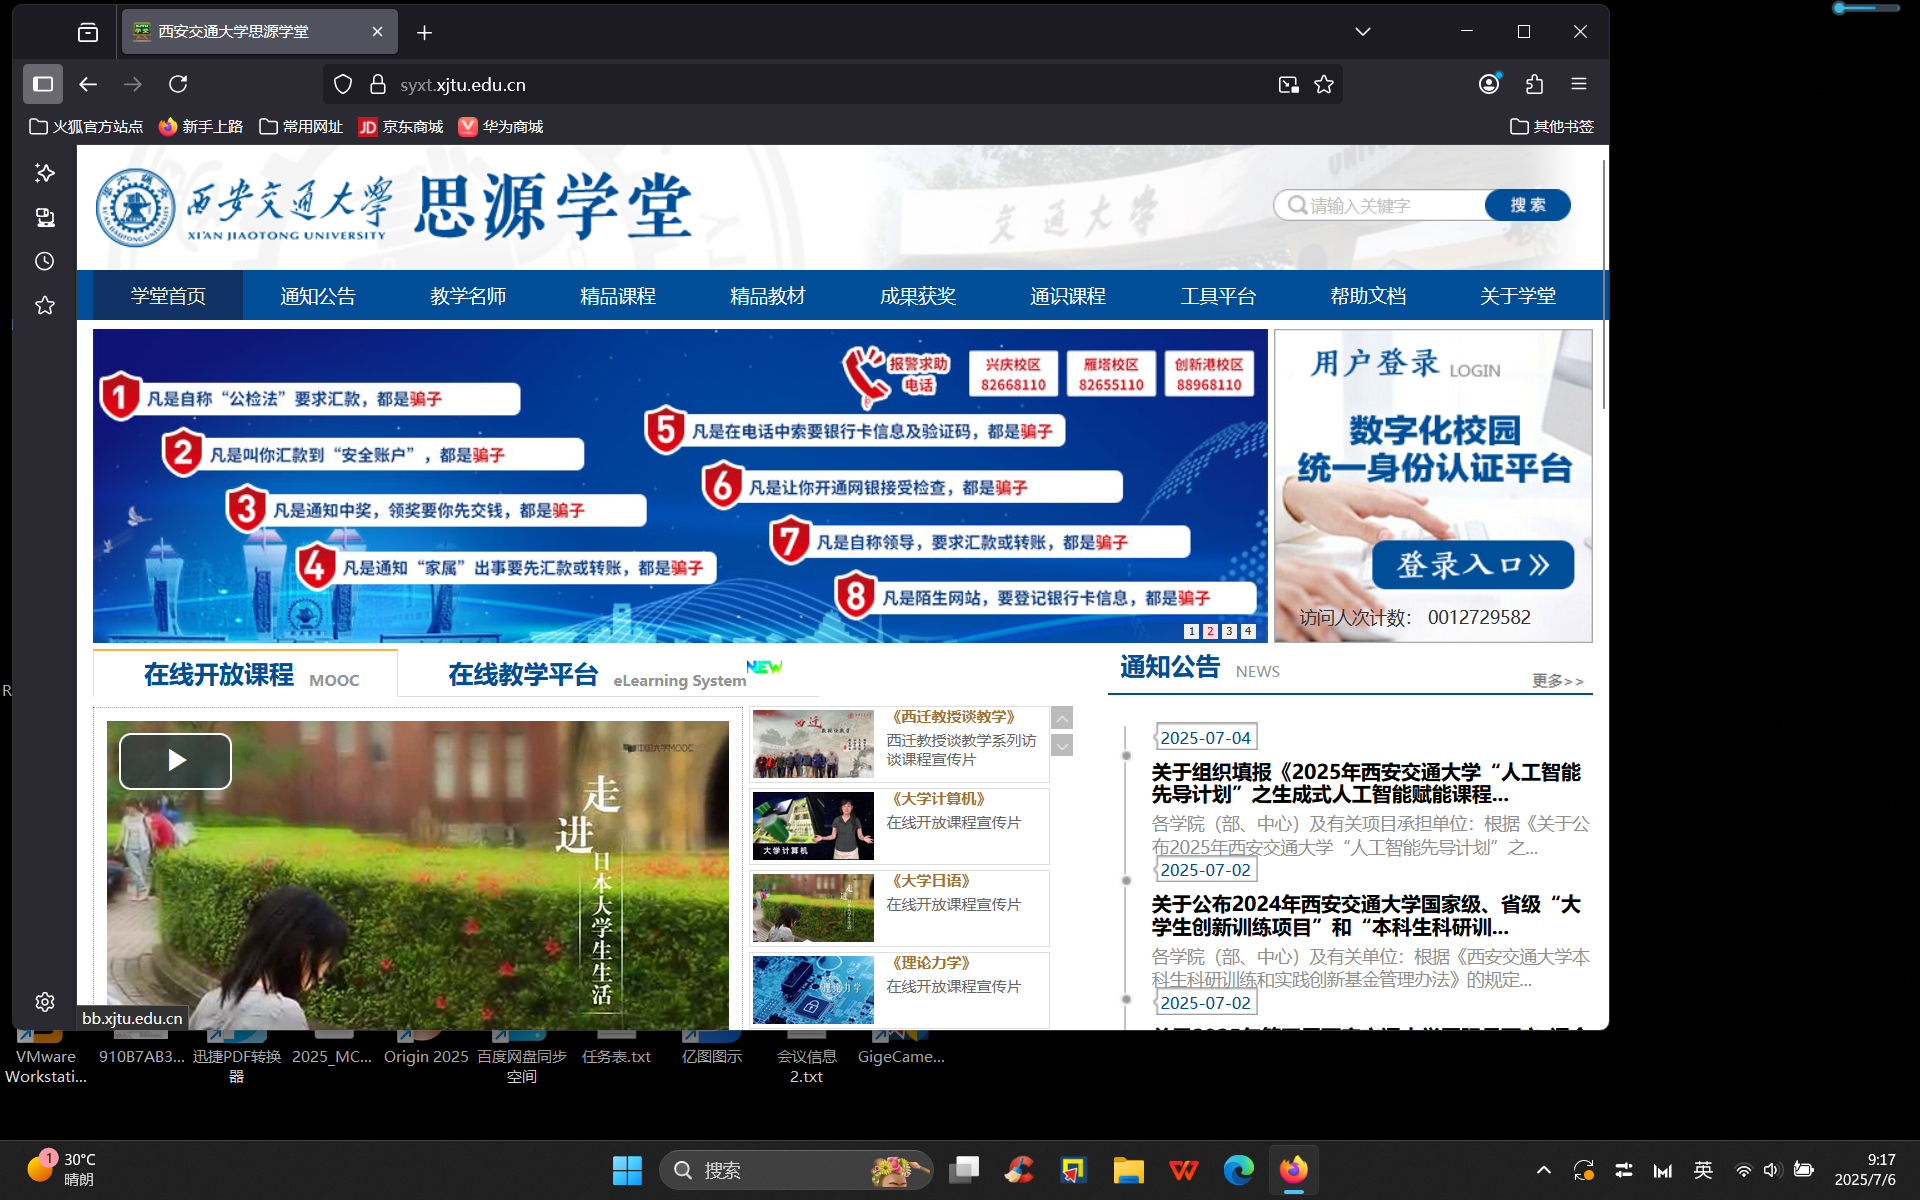 西安交通大学思源学堂
syxt.xjtu.edu.cn
火狐官方站点
新手上路
常用网址
JD 京东商城
华为商城
其他书签
西安交通大学 思源学堂
XI'AN JIAOTONG UNIVERSITY
交通大学
请输入关键字
搜 索
学堂首页
通知公告
教学名师
精品课程
精品教材
成果获奖
通识课程
工具平台
帮助文档
关于学堂
报警求助
电话
兴庆校区
82668110
雁塔校区
82655110
创新港校区
88968110
1 凡是自称“公检法”要求汇款，都是骗子
2 凡是叫你汇款到“安全账户”，都是骗子
3 凡是通知中奖，领奖要你先交钱，都是骗子
4 凡是通知“家属”出事要先汇款或转账，都是骗子
5 凡是在电话中索要银行卡信息及验证码，都是骗子
6 凡是让你开通网银接受检查，都是骗子
7 凡是自称领导，要求汇款或转账，都是骗子
8 凡是陌生网站，要登记银行卡信息，都是骗子
1 2 3 4
用户登录 LOGIN
数字化校园
统一身份认证平台
登录入口
访问人次计数： 0012729582
在线开放课程 MOOC
在线教学平台 eLearning System
NEW
中国大学MOOC
走进
日本大学生生活
《西迁教授谈教学》
西迁教授谈教学系列访
谈课程宣传片
大学计算机
《大学计算机》
在线开放课程宣传片
《大学日语》
在线开放课程宣传片
理论力学
《理论力学》
在线开放课程宣传片
通知公告 NEWS
更多>>
2025-07-04
关于组织填报《2025年西安交通大学“人工智能
先导计划”之生成式人工智能赋能课程...
各学院（部、中心）及有关项目承担单位：根据《关于公
布2025年西安交通大学“人工智能先导计划”之...
2025-07-02
关于公布2024年西安交通大学国家级、省级“大
学生创新训练项目”和“本科生科研训...
各学院（部、中心）及有关单位：根据《西安交通大学本
科生科研训练和实践创新基金管理办法》的规定...
2025-07-02
bb.xjtu.edu.cn
R
VMware
Workstati...
910B7AB3...
迅捷PDF转换
器
2025_MC...
Origin 2025
百度网盘同步
空间
任务表.txt
亿图图示
会议信息
2.txt
GigeCame...
1
30°C
晴朗
搜索
英
9:17
2025/7/6